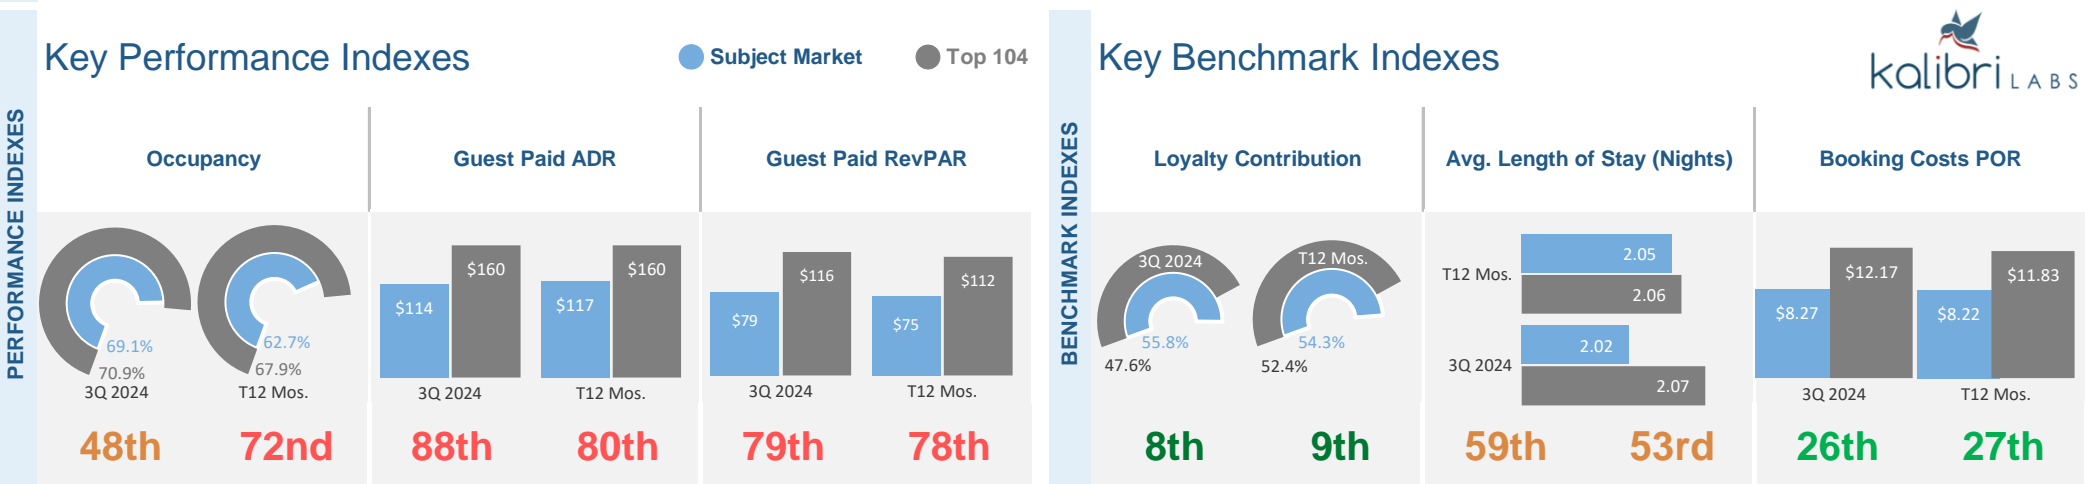 PERFORMANCE INDEXES
Key Performance Indexes
Subject Market
Top 104
Occupancy
Guest Paid ADR
Guest Paid RevPAR
69.1%
70.9%
3Q 2024
62.7%
67.9%
T12 Mos.
$114
$160
3Q 2024
$117
$160
T12 Mos.
$79
$116
3Q 2024
$75
$112
T12 Mos.
48th
72nd
88th
80th
79th
78th
BENCHMARK INDEXES
Key Benchmark Indexes
kalibri LABS
Loyalty Contribution
Avg. Length of Stay (Nights)
Booking Costs POR
3Q 2024
55.8%
47.6%
T12 Mos.
54.3%
52.4%
T12 Mos.
2.05
2.06
3Q 2024
2.02
2.07
$8.27
$12.17
3Q 2024
$8.22
$11.83
T12 Mos.
8th
9th
59th
53rd
26th
27th